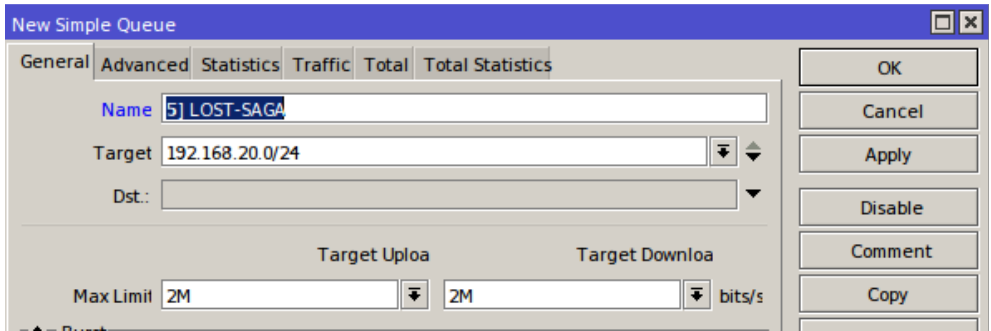 New Simple Queue
General Advanced Statistics Traffic Total Total Statistics
OK
Name 5] LOST-SAGA
Cancel
Target 192.168.20.0/24
Apply
Dst.:
Disable
Target Uploa Target Downloa
Comment
Max Limit 2M 2M bits/s
Copy
Burst